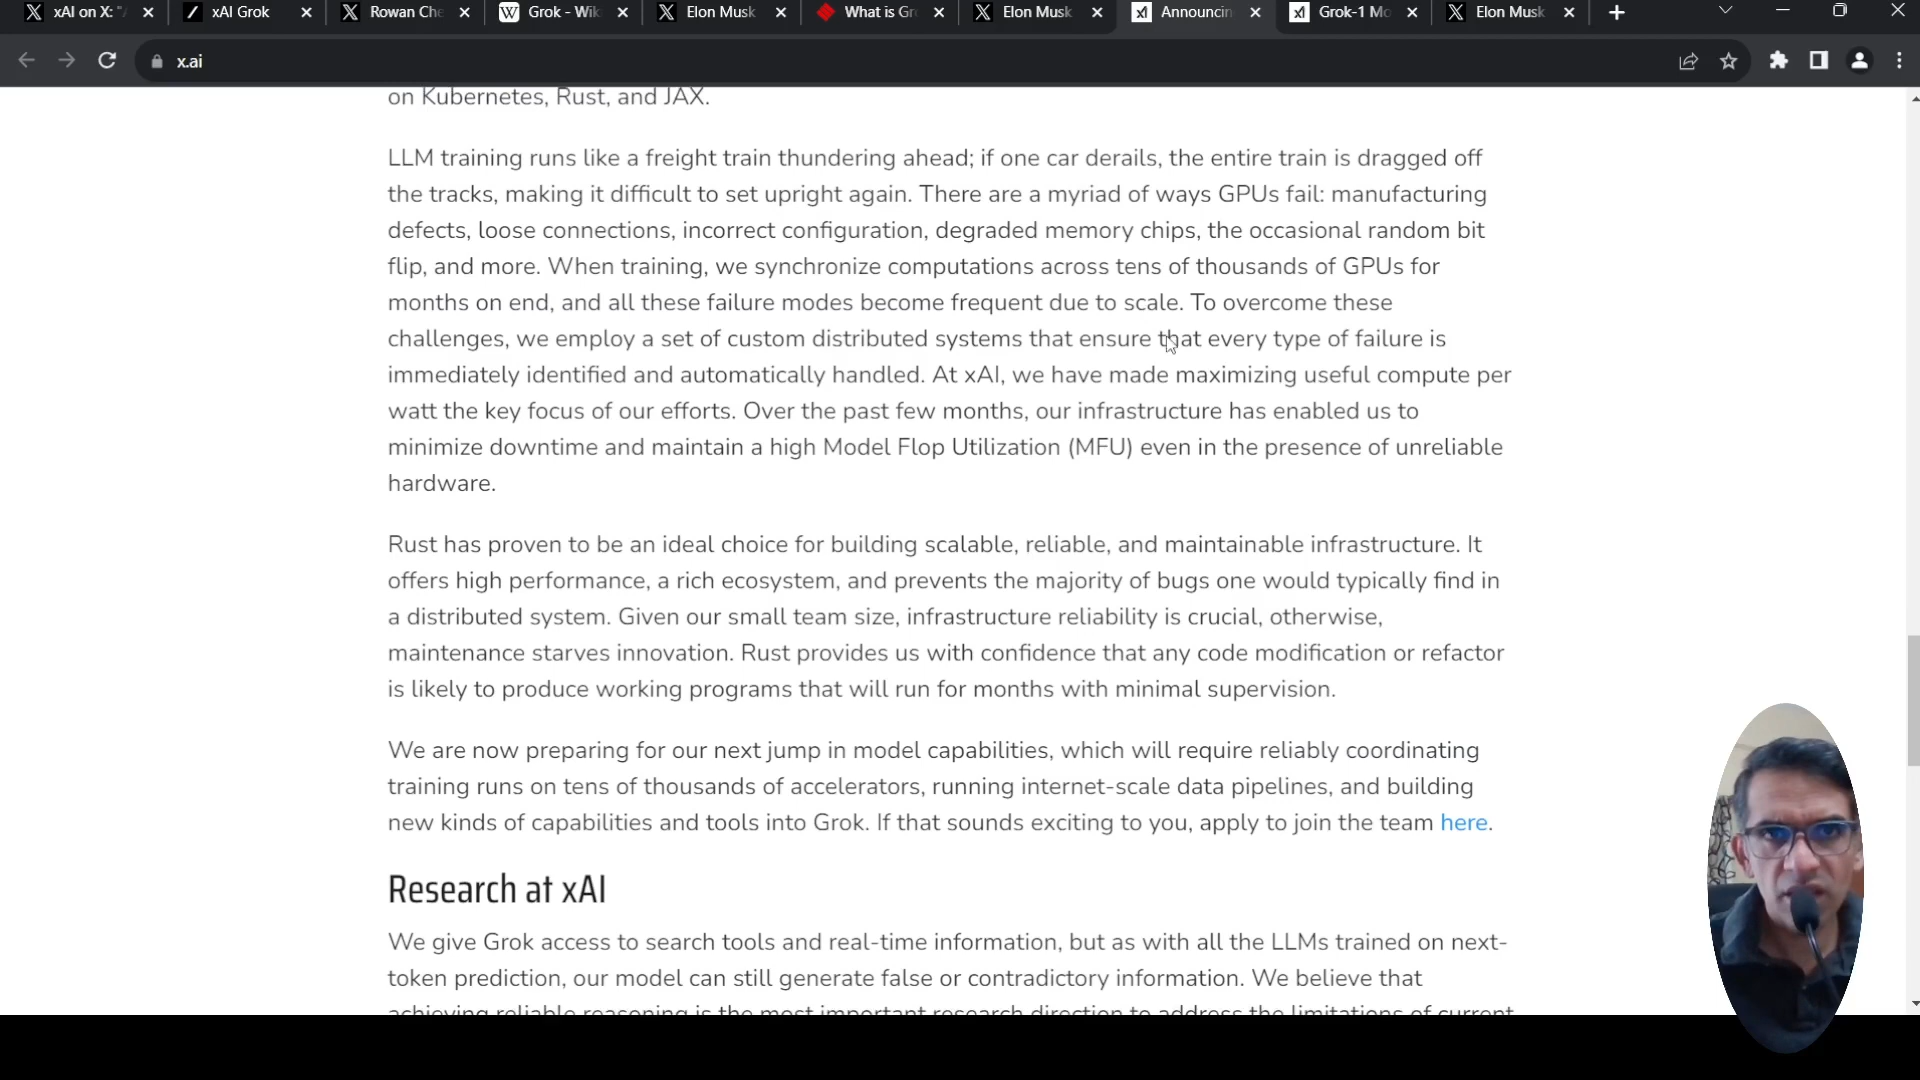 xAI on X: "
xAI Grok
Rowan Che
Grok - Wik
Elon Musk
What is Gr
Elon Musk
Announcin
Grok-1 Mo
Elon Musk
x.ai
on Kubernetes, Rust, and JAX.
LLM training runs like a freight train thundering ahead; if one car derails, the entire train is dragged off
the tracks, making it difficult to set upright again. There are a myriad of ways GPUs fail: manufacturing
defects, loose connections, incorrect configuration, degraded memory chips, the occasional random bit
flip, and more. When training, we synchronize computations across tens of thousands of GPUs for
months on end, and all these failure modes become frequent due to scale. To overcome these
challenges, we employ a set of custom distributed systems that ensure that every type of failure is
immediately identified and automatically handled. At xAI, we have made maximizing useful compute per
watt the key focus of our efforts. Over the past few months, our infrastructure has enabled us to
minimize downtime and maintain a high Model Flop Utilization (MFU) even in the presence of unreliable
hardware.
Rust has proven to be an ideal choice for building scalable, reliable, and maintainable infrastructure. It
offers high performance, a rich ecosystem, and prevents the majority of bugs one would typically find in
a distributed system. Given our small team size, infrastructure reliability is crucial, otherwise,
maintenance starves innovation. Rust provides us with confidence that any code modification or refactor
is likely to produce working programs that will run for months with minimal supervision.
We are now preparing for our next jump in model capabilities, which will require reliably coordinating
training runs on tens of thousands of accelerators, running internet-scale data pipelines, and building
new kinds of capabilities and tools into Grok. If that sounds exciting to you, apply to join the team here.
Research at xAI
We give Grok access to search tools and real-time information, but as with all the LLMs trained on next-
token prediction, our model can still generate false or contradictory information. We believe that
achieving reliable reasoning is the most important research direction to address the limitations of current